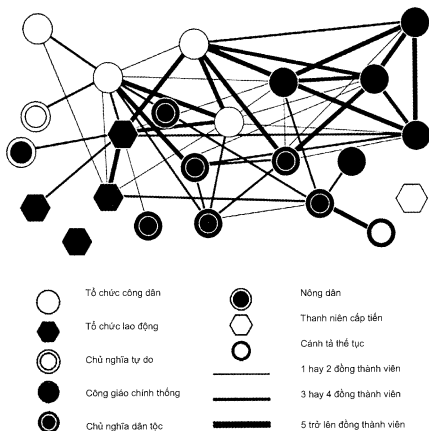 Tổ chức công dân
Tổ chức lao động
Chủ nghĩa tự do
Công giáo chính thống
Chủ nghĩa dân tộc
Nông dân
Thanh niên cấp tiến
Cánh tả thế tục
1 hay 2 đồng thành viên
3 hay 4 đồng thành viên
5 trở lên đồng thành viên